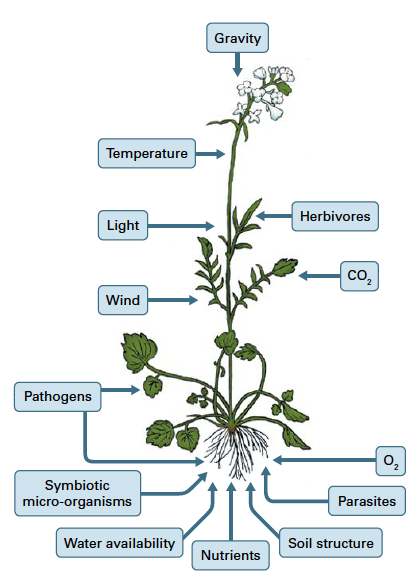 Gravity
Temperature
Herbivores
Light
CO₂
Wind
Pathogens
O₂
Symbiotic
micro-organisms
Parasites
Water availability
Soil structure
Nutrients